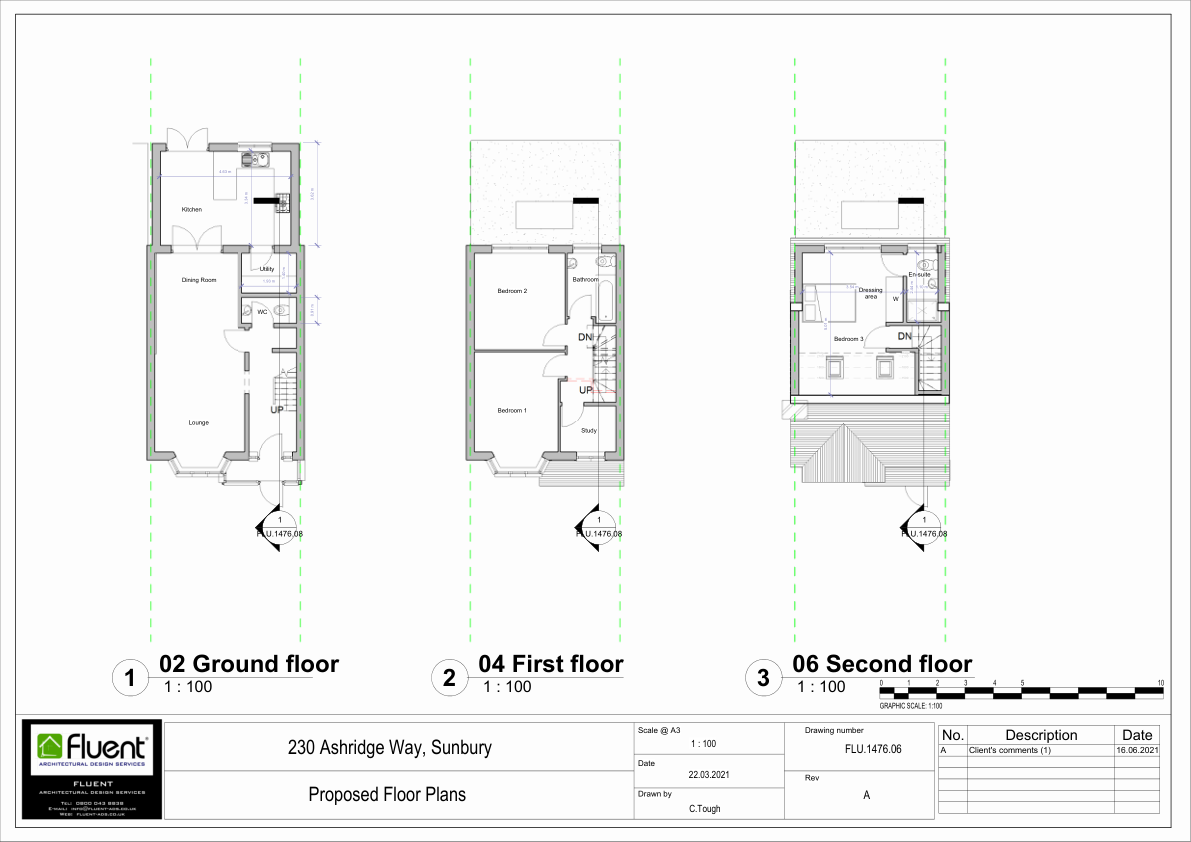 4.60 m
Kitchen
Dining Room
Utility
1.93 m
WC
Lounge
UP
1
FLU.1476.08
Bedroom 2
Bathroom
DN
UP
Bedroom 1
Study
1
FLU.1476.08
En-suite
Dressing
area
W
Bedroom 3
DN
1
FLU.1476.08
1 02 Ground floor
1 : 100
2 04 First floor
1 : 100
3 06 Second floor
1 : 100
0 1 2 3 4 5 10
GRAPHIC SCALE: 1:100
Fluent
ARCHITECTURAL DESIGN SERVICES
FLUENT
ARCHITECTURAL DESIGN SERVICES
TEL: 0800 043 8838
E-MAIL: INFO@FLUENT-ADS.CO.UK
WEB: FLUENT-ADS.CO.UK
230 Ashridge Way, Sunbury
Proposed Floor Plans
Scale @ A3
1 : 100
Date
22.03.2021
Drawn by
C.Tough
Drawing number
FLU.1476.06
Rev
A
No. Description Date
A Client's comments (1) 16.06.2021